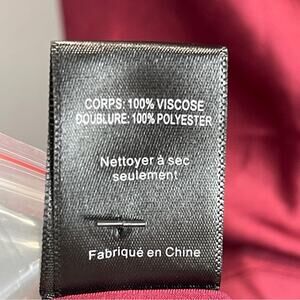 CORPS: 100% VISCOSE
DOUBLURE: 100% POLYESTER
Nettoyer à sec
seulement
Fabriqué en Chine